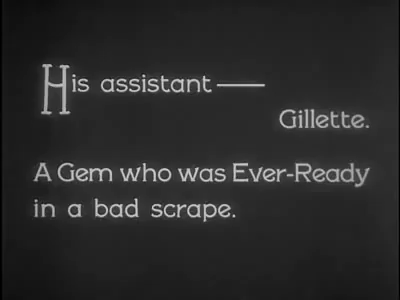 His assistant—
Gillette.
A Gem who was Ever-Ready
in a bad scrape.